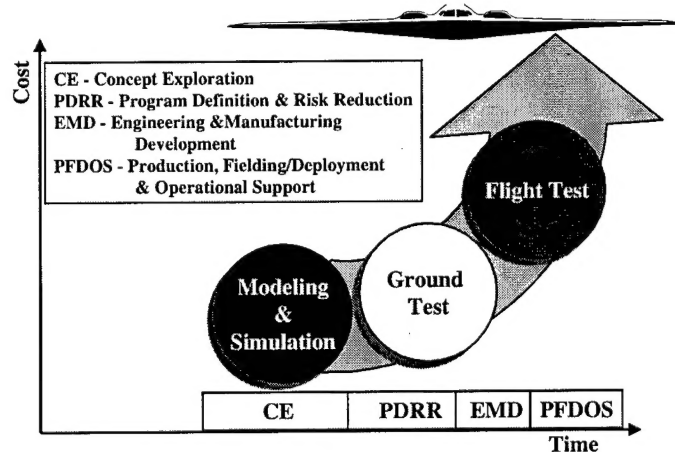 Cost
CE - Concept Exploration
PDRR - Program Definition & Risk Reduction
EMD - Engineering &Manufacturing
Development
PFDOS - Production, Fielding/Deployment
& Operational Support
Flight Test
Ground
Test
Modeling
&
Simulation
CE PDRR EMD PFDOS
Time